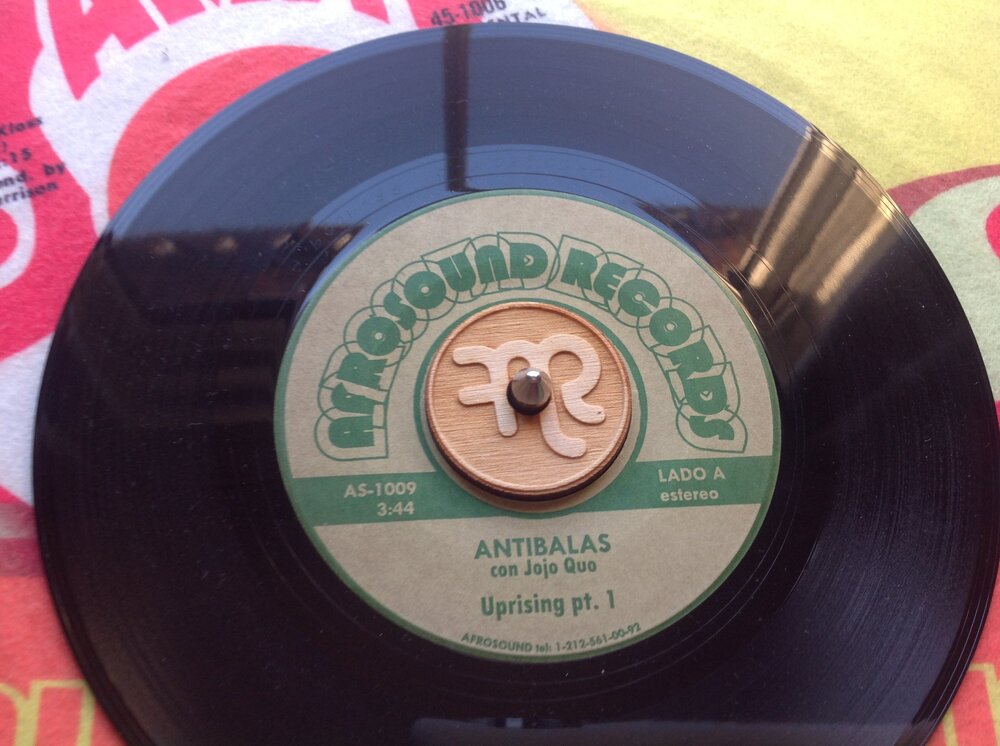 45-1006
AFROSOUND RECORDS
AS-1009
3:44
LADO A
estereo
ANTIBALAS
con Jojo Quo
Uprising pt. 1
AFROSOUND tel: 1-212-561-00-92